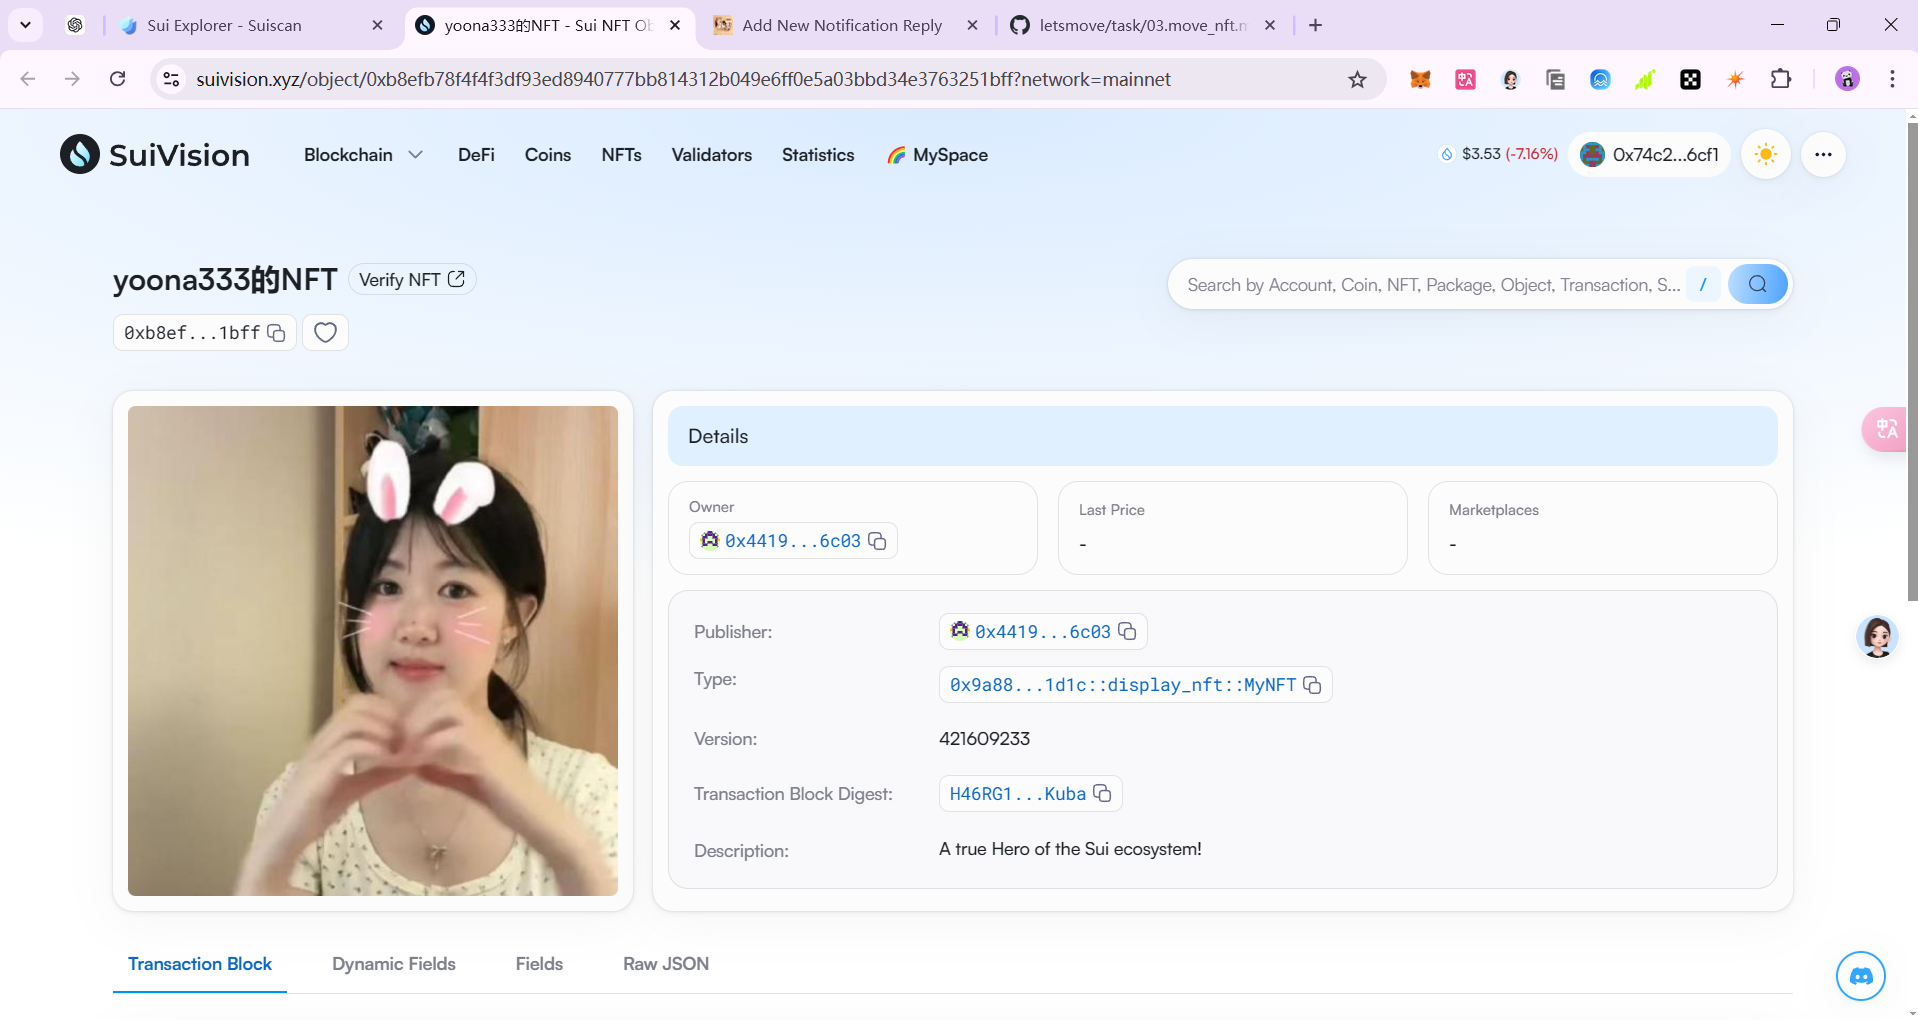 Sui Explorer - Suiscan
yoona333的NFT - Sui NFT Ob
Add New Notification Reply
letsmove/task/03.move_nft.m
suivision.xyz/object/0xb8efb78f4f4f3df93ed8940777bb814312b049e6ff0e5a03bbd34e3763251bff?network=mainnet
SuiVision
Blockchain
DeFi
Coins
NFTs
Validators
Statistics
MySpace
$3.53 (-7.16%)
0x74c2...6cf1
yoona333的NFT
Verify NFT
Search by Account, Coin, NFT, Package, Object, Transaction, S...
/
0xb8ef...1bff
Details
Owner
0x4419...6c03
Last Price
-
Marketplaces
-
Publisher:
0x4419...6c03
Type:
0x9a88...1d1c::display_nft::MyNFT
Version:
421609233
Transaction Block Digest:
H46RG1...Kuba
Description:
A true Hero of the Sui ecosystem!
Transaction Block
Dynamic Fields
Fields
Raw JSON